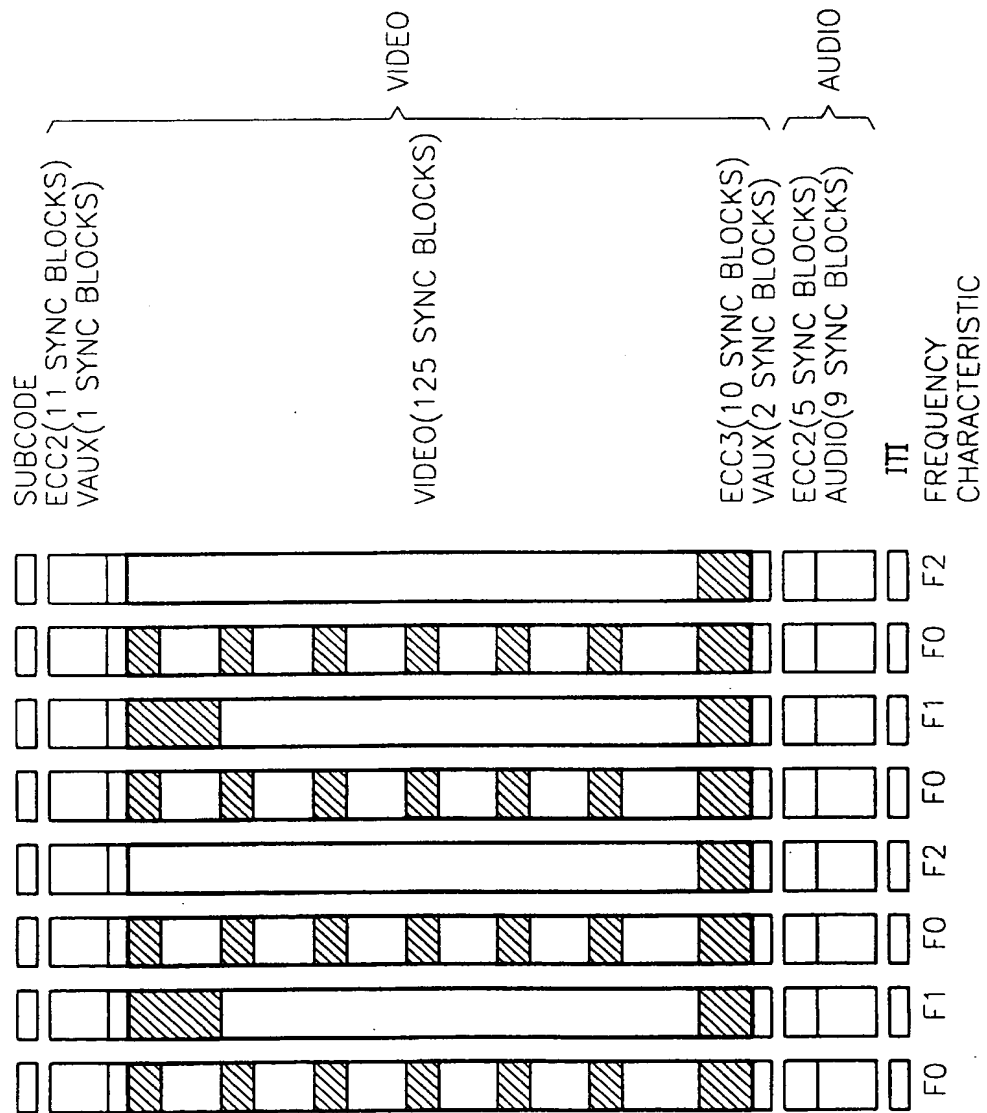 SUBCODE
ECC2(11 SYNC BLOCKS)
VAUX(1 SYNC BLOCKS)
VIDEO(125 SYNC BLOCKS)
VIDEO
ECC3(10 SYNC BLOCKS)
VAUX(2 SYNC BLOCKS)
ECC2(5 SYNC BLOCKS)
AUDIO(9 SYNC BLOCKS)
AUDIO
ITI
F0 F1 F0 F2 F0 F1 F0 F2 FREQUENCY
CHARACTERISTIC